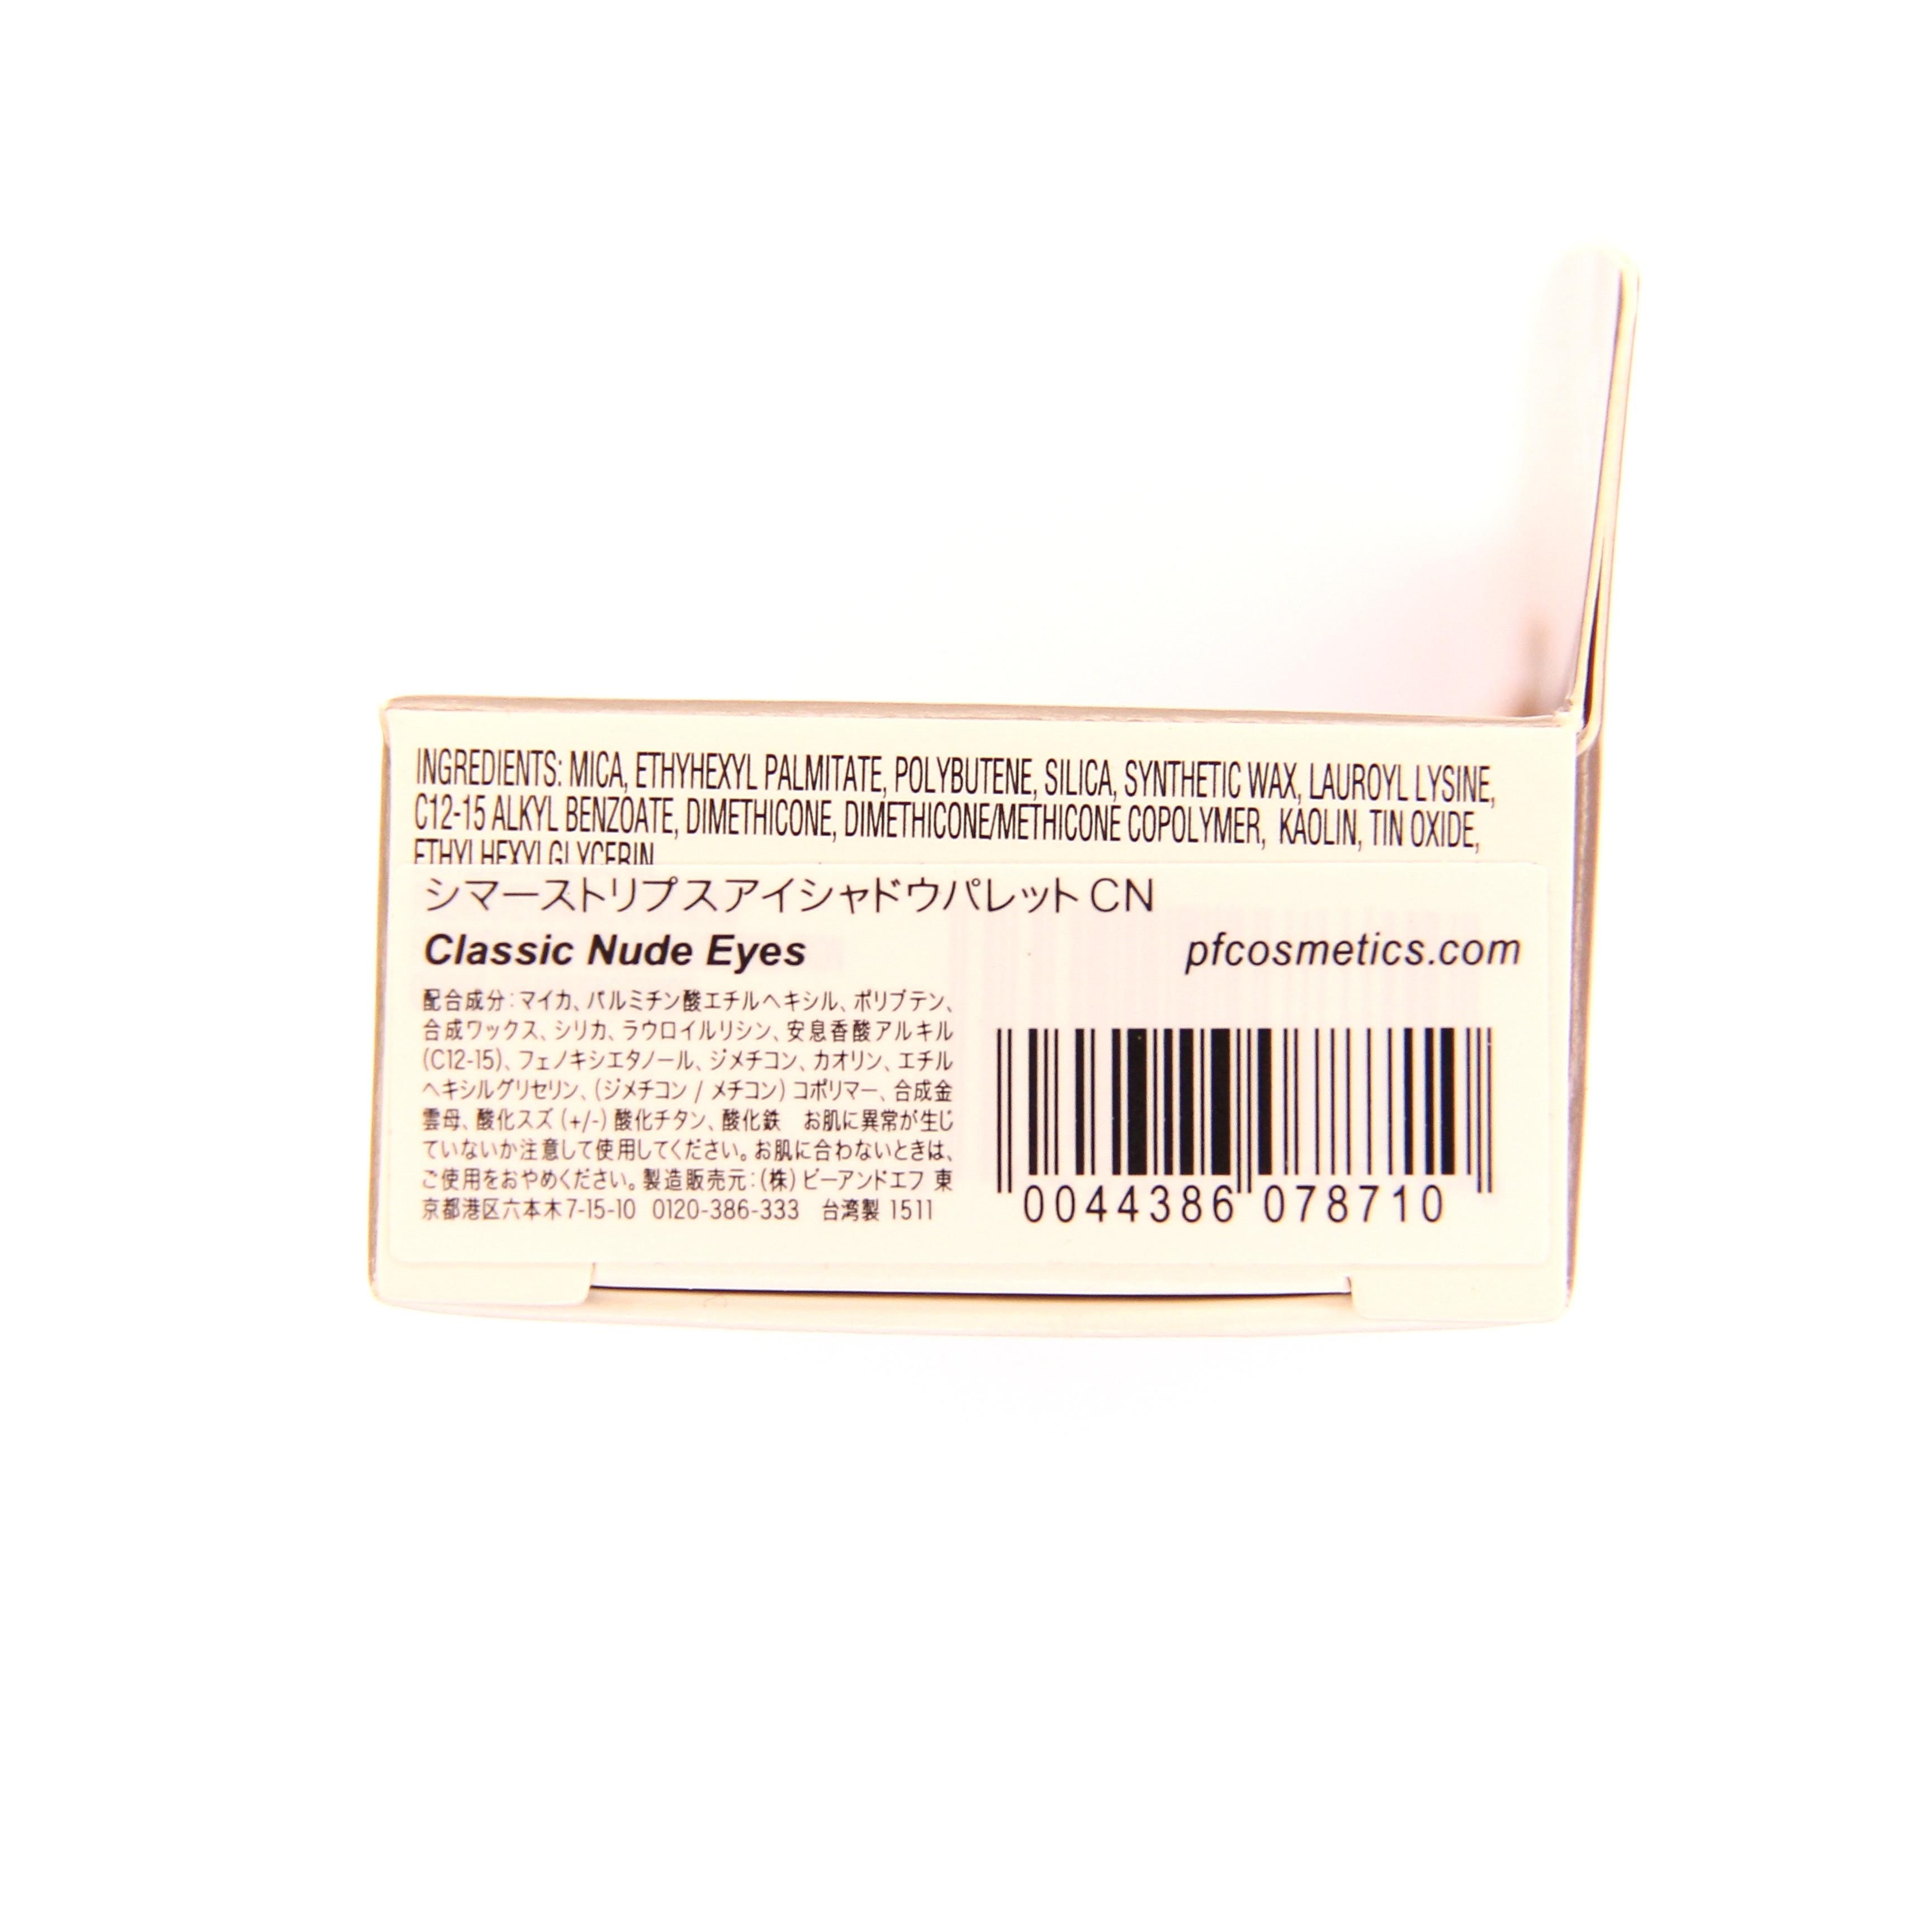 INGREDIENTS: MICA, ETHYHEXYL PALMITATE, POLYBUTENE, SILICA, SYNTHETIC WAX, LAUROYL LYSINE,
C12-15 ALKYL BENZOATE, DIMETHICONE, DIMETHICONE/METHICONE COPOLYMER, KAOLIN, TIN OXIDE,
ETHYLHEXYLGLYCERIN
シマーストリプスアイシャドウパレット CN
Classic Nude Eyes
pfcosmetics.com
配合成分:マイカ、パルミチン酸エチルヘキシル、ポリブテン、
合成ワックス、シリカ、ラウロイルリシン、安息香酸アルキル
(C12-15)、フェノキシエタノール、ジメチコン、カオリン、エチル
ヘキシルグリセリン、(ジメチコン / メチコン) コポリマー、合成金
雲母、酸化スズ (+/-) 酸化チタン、酸化鉄　お肌に異常が生じ
ていないか注意して使用してください。お肌に合わないときは、
ご使用をおやめください。製造販売元:(株) ビーアンドエフ 東
京都港区六本木7-15-10 0120-386-333 台湾製 1511
0044386 078710